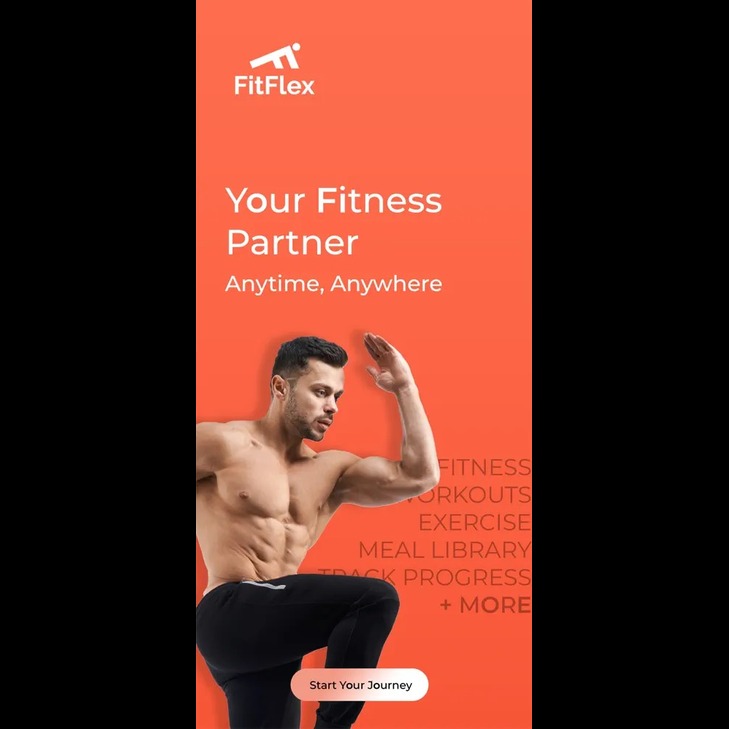 FitFlex
Your Fitness
Partner
Anytime, Anywhere
FITNESS
WORKOUTS
EXERCISE
MEAL LIBRARY
TRACK PROGRESS
+ MORE
Start Your Journey